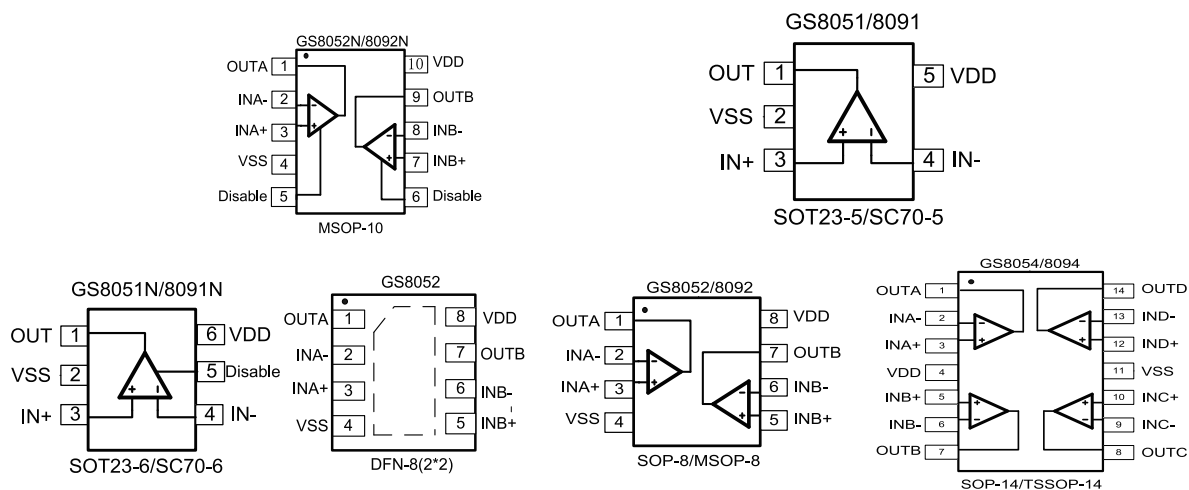 GS8052N/8092N
OUTA 1 10 VDD
INA- 2 9 OUTB
INA+ 3 8 INB-
VSS 4 7 INB+
Disable 5 6 Disable
MSOP-10
GS8051/8091
OUT 1 5 VDD
VSS 2
IN+ 3 4 IN-
SOT23-5/SC70-5
GS8051N/8091N
OUT 1 6 VDD
VSS 2 5 Disable
IN+ 3 4 IN-
SOT23-6/SC70-6
GS8052
OUTA 1 8 VDD
INA- 2 7 OUTB
INA+ 3 6 INB-
VSS 4 5 INB+
DFN-8(2*2)
GS8052/8092
OUTA 1 8 VDD
INA- 2 7 OUTB
INA+ 3 6 INB-
VSS 4 5 INB+
SOP-8/MSOP-8
GS8054/8094
OUTA 1 14 OUTD
INA- 2 13 IND-
INA+ 3 12 IND+
VDD 4 11 VSS
INB+ 5 10 INC+
INB- 6 9 INC-
OUTB 7 8 OUTC
SOP-14/TSSOP-14